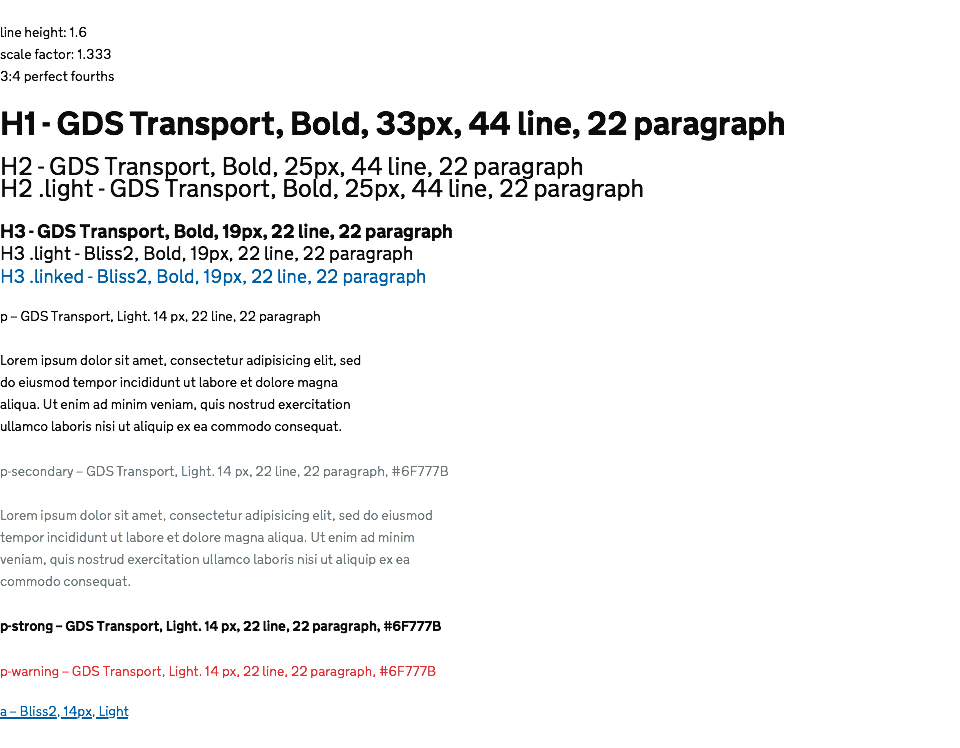 line height: 1.6
scale factor: 1.333
3:4 perfect fourths
H1 - GDS Transport, Bold, 33px, 44 line, 22 paragraph
H2 - GDS Transport, Bold, 25px, 44 line, 22 paragraph
H2 .light - GDS Transport, Bold, 25px, 44 line, 22 paragraph
H3 - GDS Transport, Bold, 19px, 22 line, 22 paragraph
H3 .light - Bliss2, Bold, 19px, 22 line, 22 paragraph
H3 .linked - Bliss2, Bold, 19px, 22 line, 22 paragraph
p – GDS Transport, Light. 14 px, 22 line, 22 paragraph
Lorem ipsum dolor sit amet, consectetur adipisicing elit, sed
do eiusmod tempor incididunt ut labore et dolore magna
aliqua. Ut enim ad minim veniam, quis nostrud exercitation
ullamco laboris nisi ut aliquip ex ea commodo consequat.
p-secondary – GDS Transport, Light. 14 px, 22 line, 22 paragraph, #6F777B
Lorem ipsum dolor sit amet, consectetur adipisicing elit, sed do eiusmod
tempor incididunt ut labore et dolore magna aliqua. Ut enim ad minim
veniam, quis nostrud exercitation ullamco laboris nisi ut aliquip ex ea
commodo consequat.
p-strong – GDS Transport, Light. 14 px, 22 line, 22 paragraph, #6F777B
p-warning – GDS Transport, Light. 14 px, 22 line, 22 paragraph, #6F777B
a – Bliss2, 14px, Light